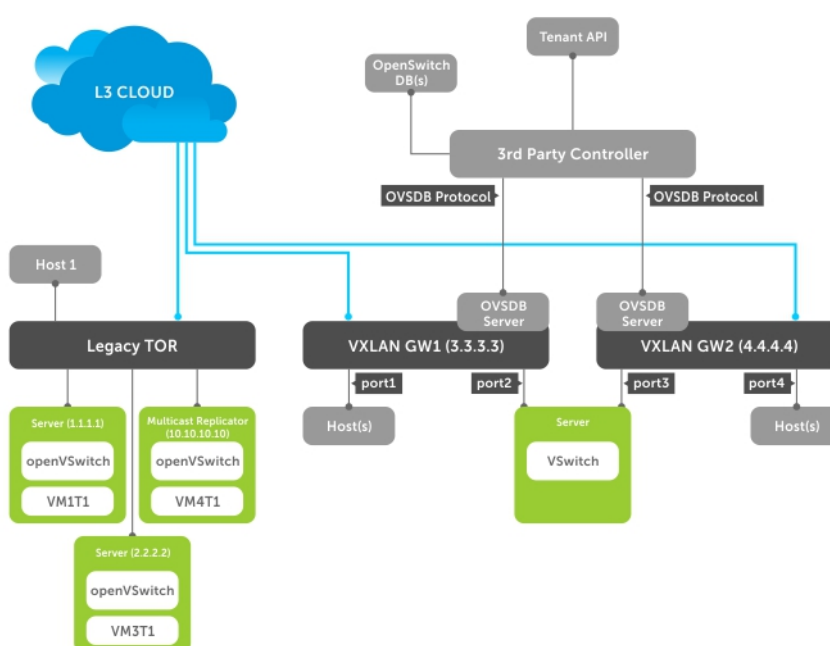 Tenant API
OpenSwitch
DB(s)
L3 CLOUD
3rd Party Controller
OVSDB Protocol
OVSDB Protocol
Host 1
OVSDB
Server
OVSDB
Server
Legacy TOR
VXLAN GW1 (3.3.3.3)
VXLAN GW2 (4.4.4.4)
port1
port2
port3
port4
Server (1.1.1.1)
openVSwitch
VM1T1
Multicast Replicator
(10.10.10.10)
openVSwitch
VM4T1
Host(s)
Server
VSwitch
Host(s)
Server (2.2.2.2)
openVSwitch
VM3T1